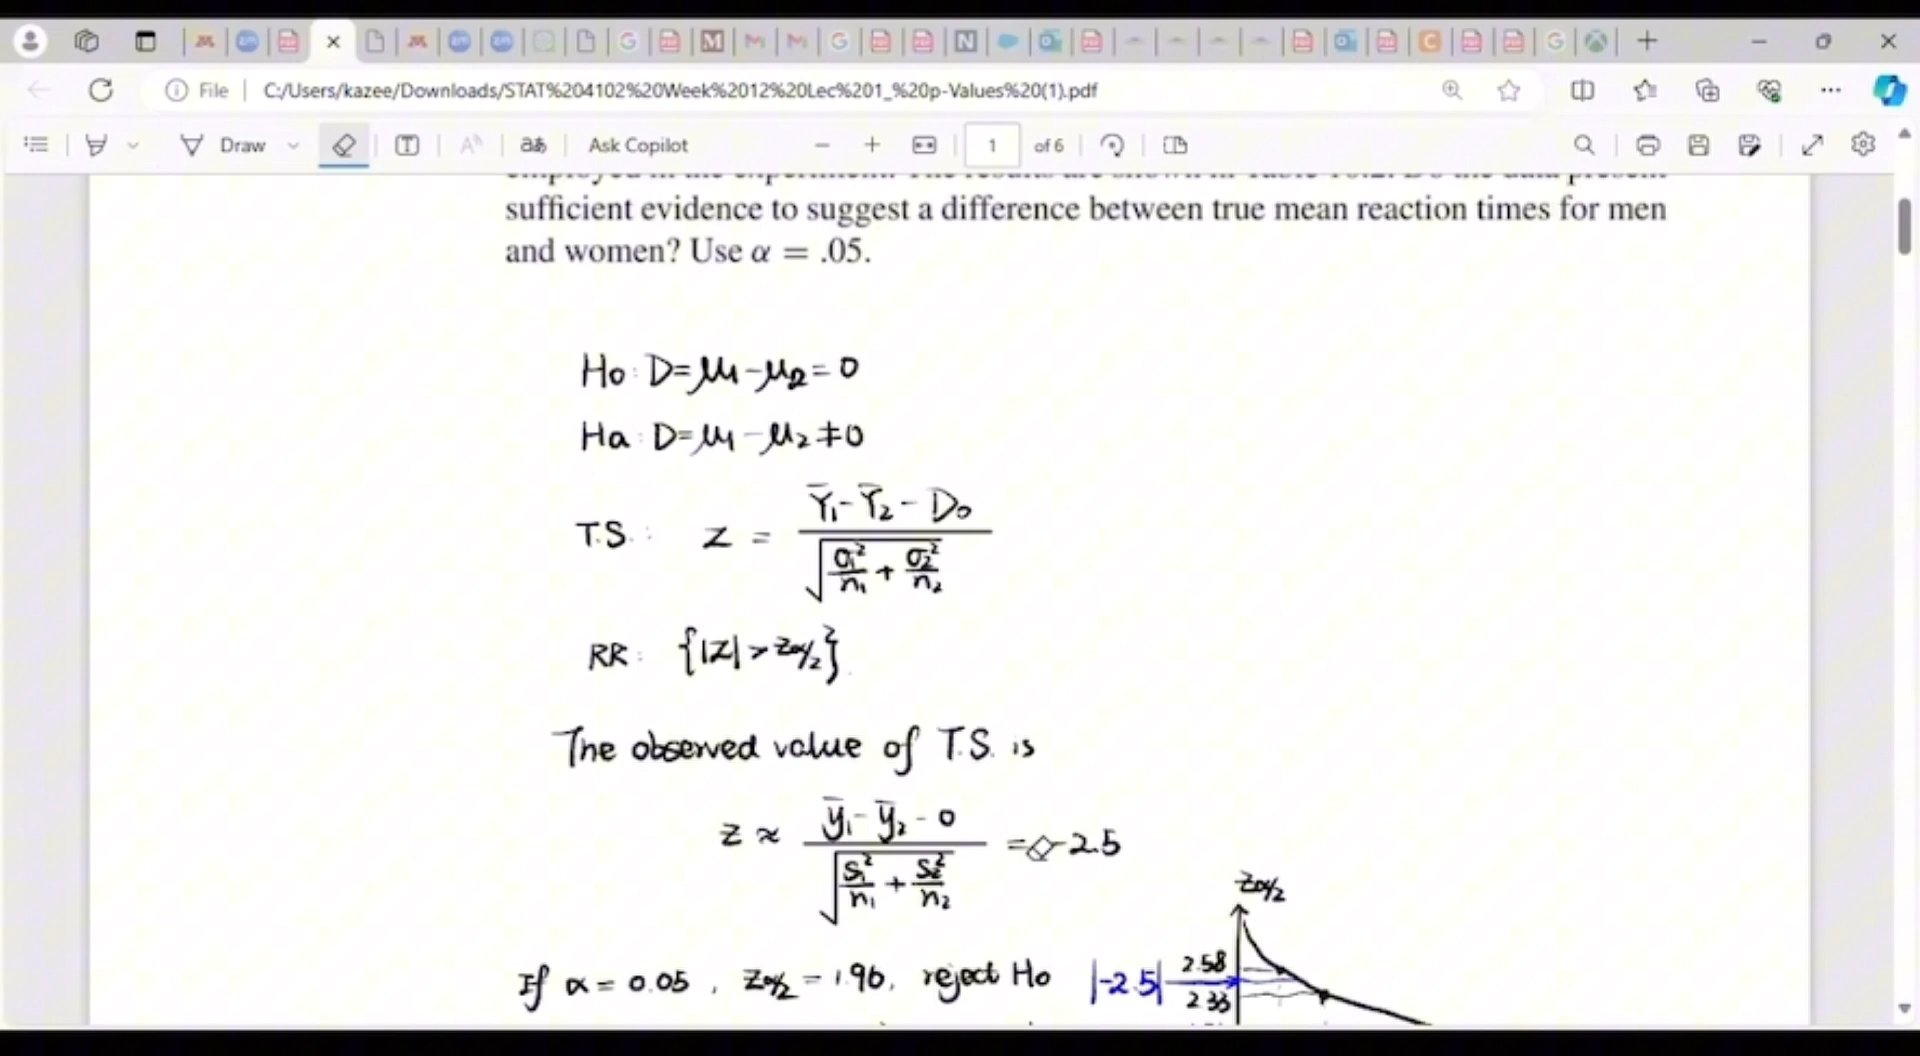 File C:/Users/kazee/Downloads/STAT%204102%20Week%2012%20Lec%201_%20p-Values%20(1).pdf
Draw Ask Copilot 1 of 6
sufficient evidence to suggest a difference between true mean reaction times for men
and women? Use α = .05.
Ho: D=μ1-μ2=0
Ha: D=μ1-μ2≠0
T.S.: Z = (Ȳ1-Ȳ2-D0)/√(σ1²/n1 + σ2²/n2)
RR: {|Z|>zα/2}.
The observed value of T.S. is
z ≈ (ȳ1-ȳ2-0)/√(S1²/n1 + S2²/n2) = -2.5
zα/2
If α=0.05, zα/2=1.96, reject Ho |-2.5| 2.58
2.33